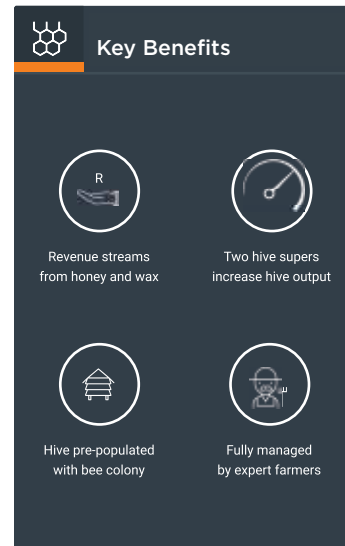 Key Benefits
R
Revenue streams
from honey and wax
Two hive supers
increase hive output
Hive pre-populated
with bee colony
Fully managed
by expert farmers